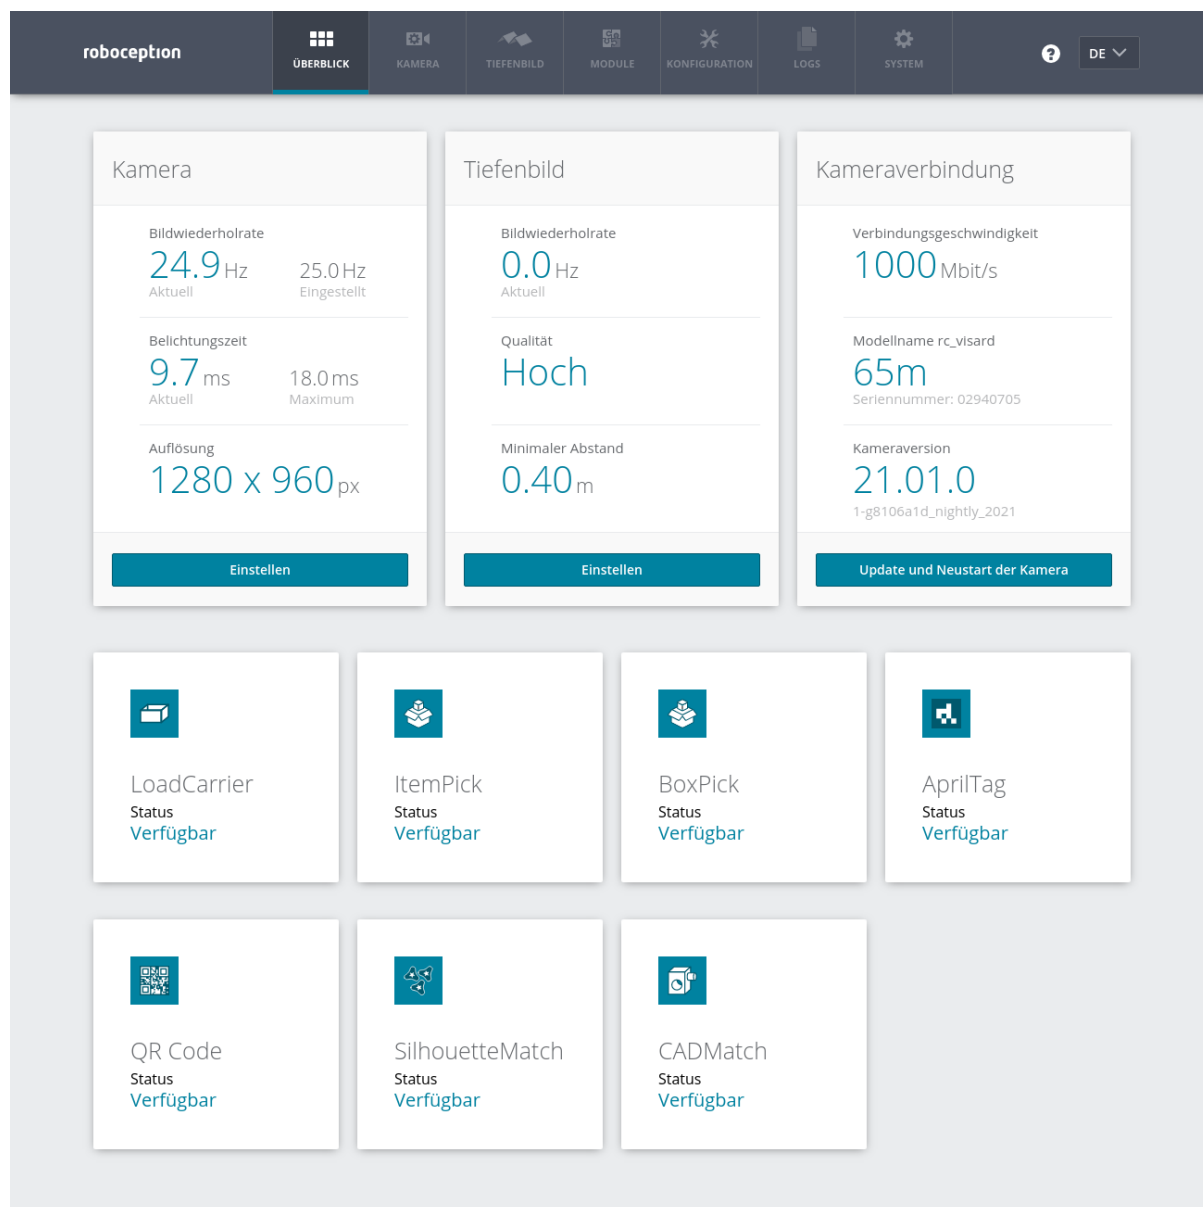 roboception
ÜBERBLICK
KAMERA
TIEFENBILD
MODULE
KONFIGURATION
LOGS
SYSTEM
?
DE
Kamera
Bildwiederholrate
24.9 Hz 25.0 Hz
Aktuell Eingestellt
Belichtungszeit
9.7 ms 18.0 ms
Aktuell Maximum
Auflösung
1280 x 960 px
Einstellen
Tiefenbild
Bildwiederholrate
0.0 Hz
Aktuell
Qualität
Hoch
Minimaler Abstand
0.40 m
Einstellen
Kameraverbindung
Verbindungsgeschwindigkeit
1000 Mbit/s
Modellname rc_visard
65m
Seriennummer: 02940705
Kameraversion
21.01.0
1-g8106a1d_nightly_2021
Update und Neustart der Kamera
LoadCarrier
Status
Verfügbar
ItemPick
Status
Verfügbar
BoxPick
Status
Verfügbar
AprilTag
Status
Verfügbar
QR Code
Status
Verfügbar
SilhouetteMatch
Status
Verfügbar
CADMatch
Status
Verfügbar